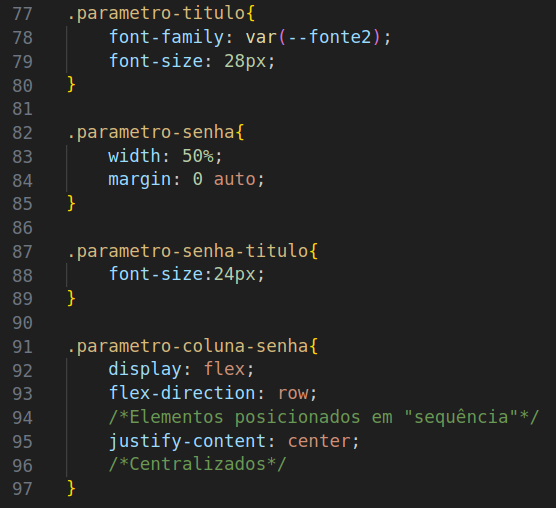 77 .parametro-titulo{
78 font-family: var(--fonte2);
79 font-size: 28px;
80 }
81
82 .parametro-senha{
83 width: 50%;
84 margin: 0 auto;
85 }
86
87 .parametro-senha-titulo{
88 font-size:24px;
89 }
90
91 .parametro-coluna-senha{
92 display: flex;
93 flex-direction: row;
94 /*Elementos posicionados em "sequência"*/
95 justify-content: center;
96 /*Centralizados*/
97 }